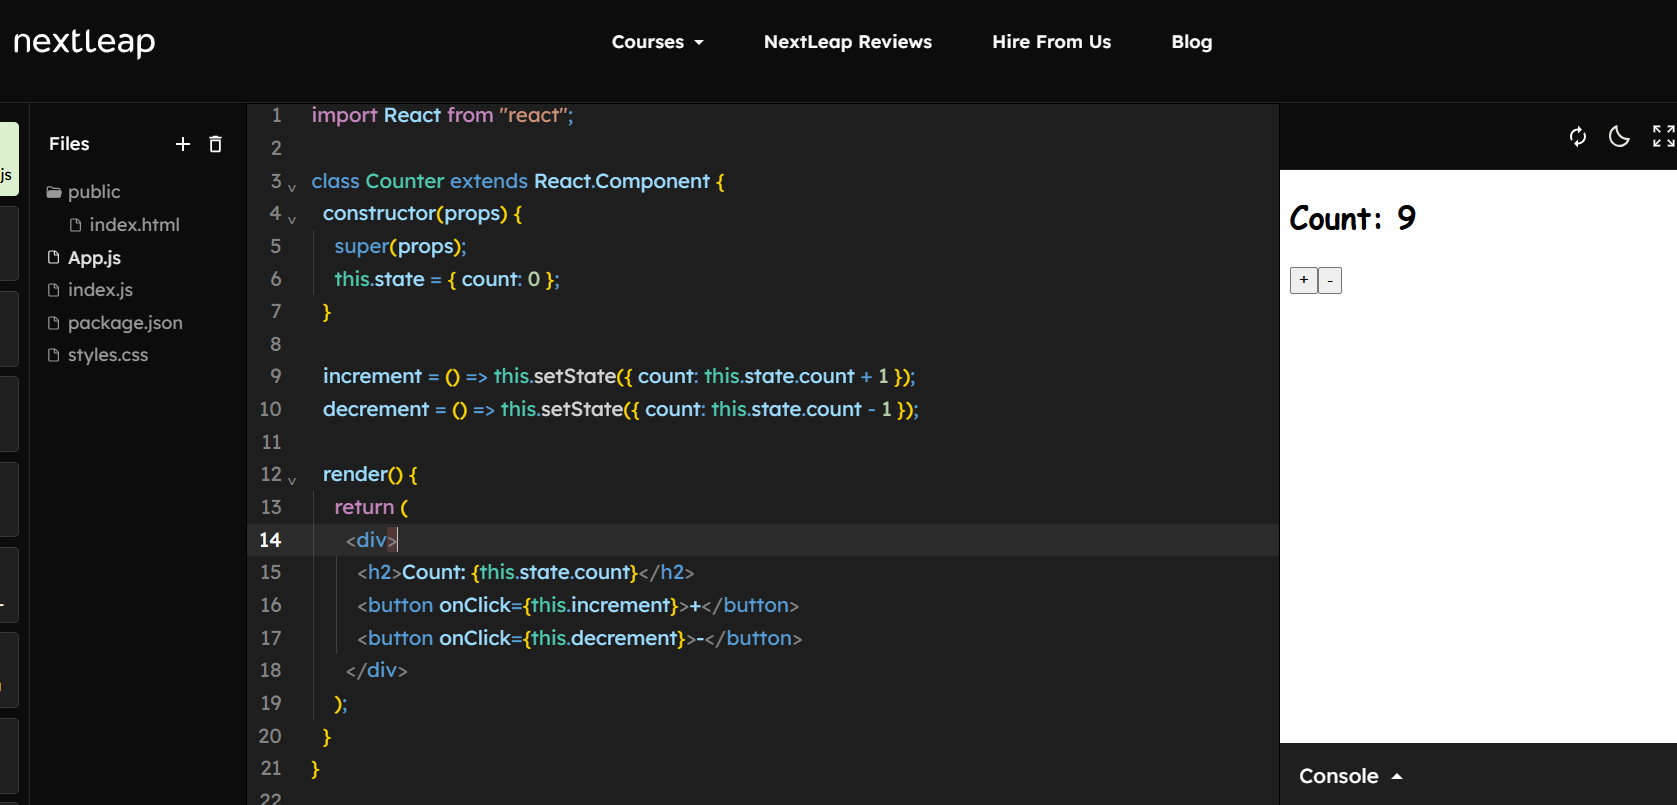 nextleap
Courses
NextLeap Reviews
Hire From Us
Blog
js
Files
public
index.html
App.js
index.js
package.json
styles.css
1 import React from "react";
2
3 class Counter extends React.Component {
4 constructor(props) {
5 super(props);
6 this.state = { count: 0 };
7 }
8
9 increment = () => this.setState({ count: this.state.count + 1 });
10 decrement = () => this.setState({ count: this.state.count - 1 });
11
12 render() {
13 return (
14 <div>
15 <h2>Count: {this.state.count}</h2>
16 <button onClick={this.increment}>+</button>
17 <button onClick={this.decrement}>-</button>
18 </div>
19 );
20 }
21 }
22
Count: 9
+ -
Console